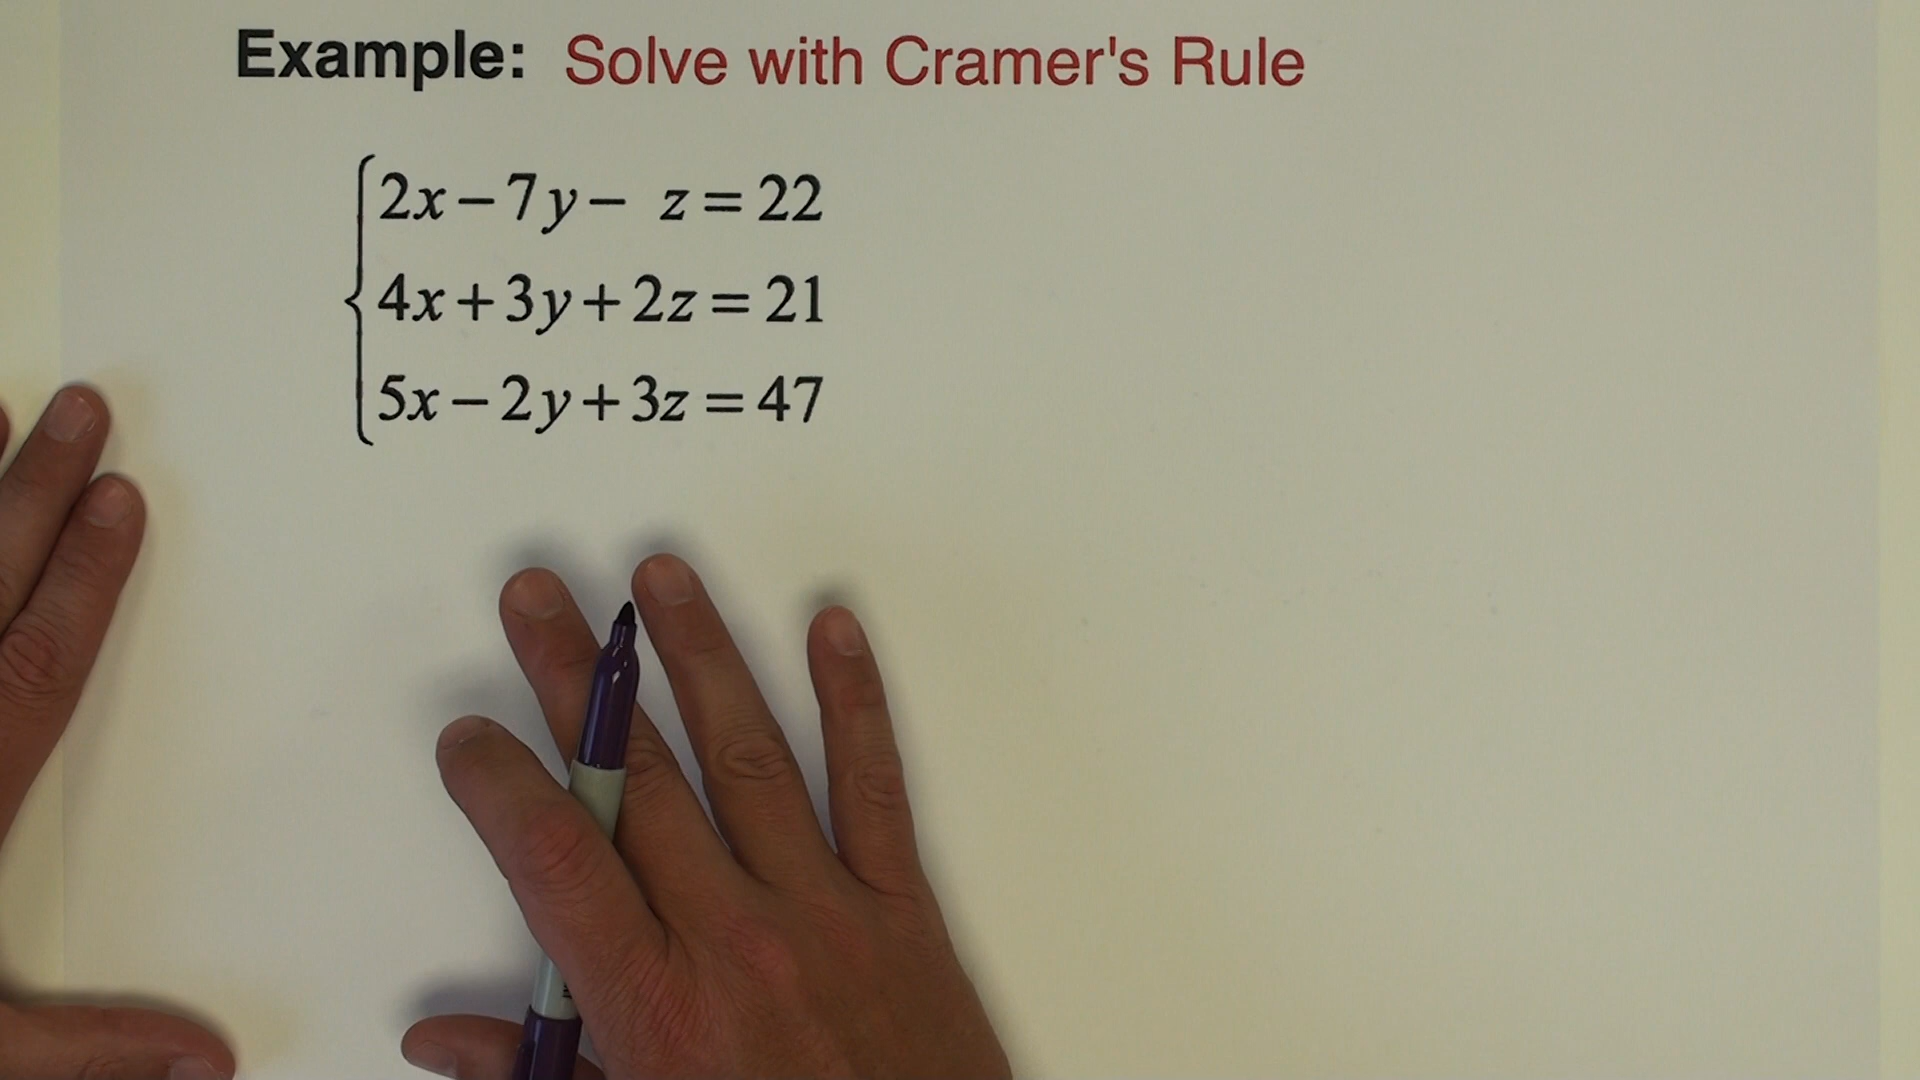 Example: Solve with Cramer's Rule
2x − 7y − z = 22
4x + 3y + 2z = 21
5x − 2y + 3z = 47